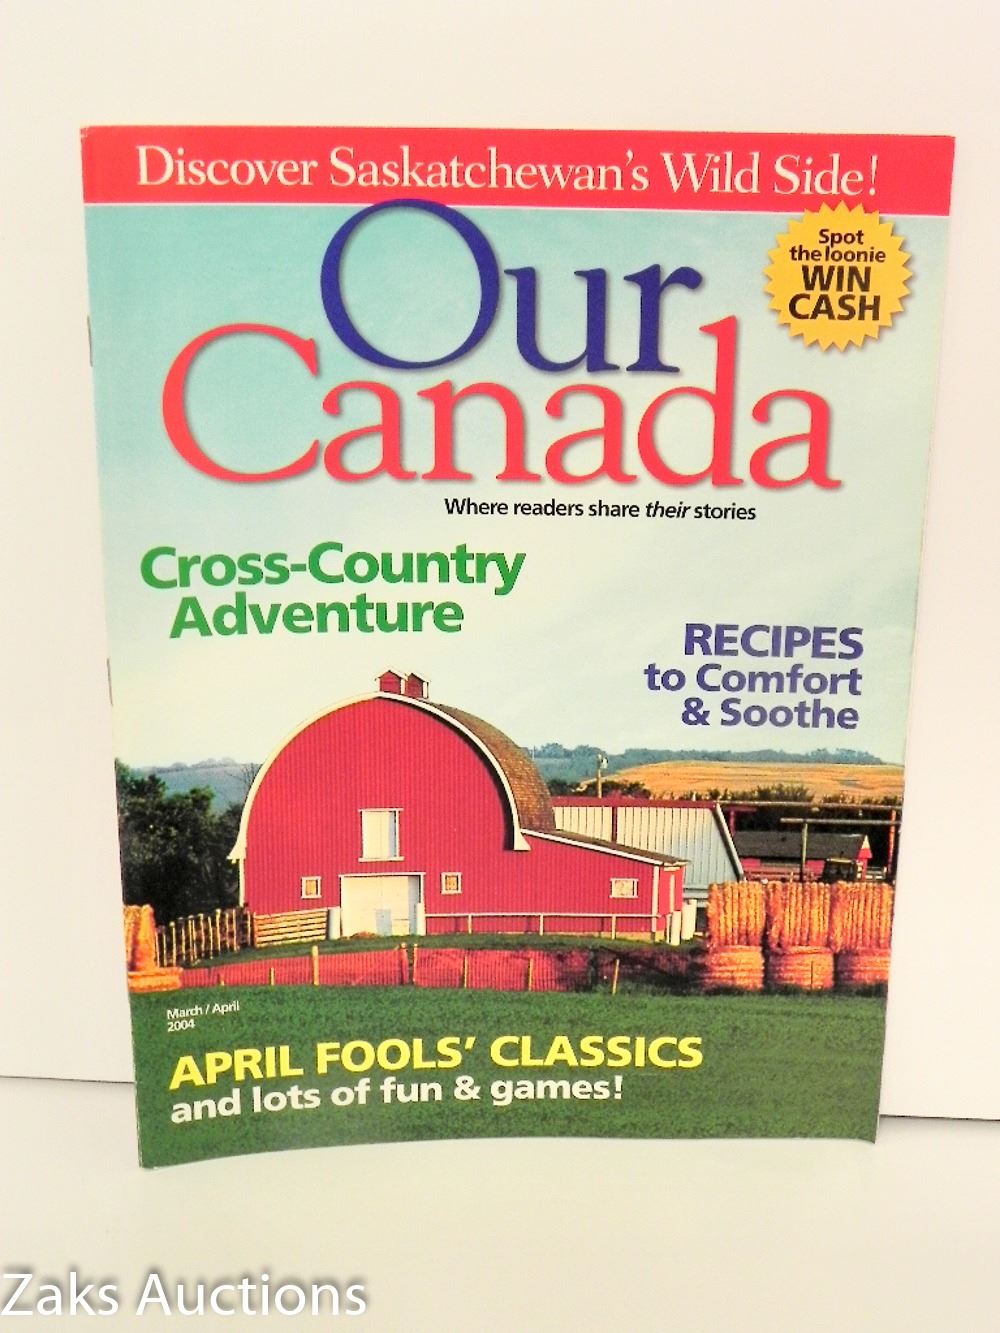 Discover Saskatchewan's Wild Side!
Our
Canada
Spot
the loonie
WIN
CASH
Where readers share their stories
Cross-Country
Adventure
RECIPES
to Comfort
& Soothe
March / April
2004
APRIL FOOLS' CLASSICS
and lots of fun & games!
Zaks Auctions